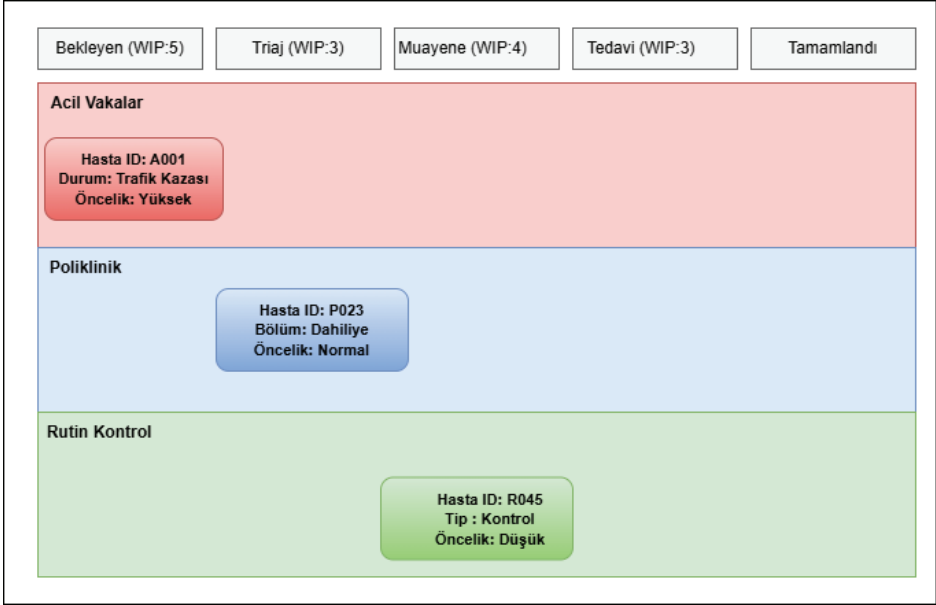 Bekleyen (WIP:5)
Triaj (WIP:3)
Muayene (WIP:4)
Tedavi (WIP:3)
Tamamlandı
Acil Vakalar
Hasta ID: A001
Durum: Trafik Kazası
Öncelik: Yüksek
Poliklinik
Hasta ID: P023
Bölüm: Dahiliye
Öncelik: Normal
Rutin Kontrol
Hasta ID: R045
Tip : Kontrol
Öncelik: Düşük